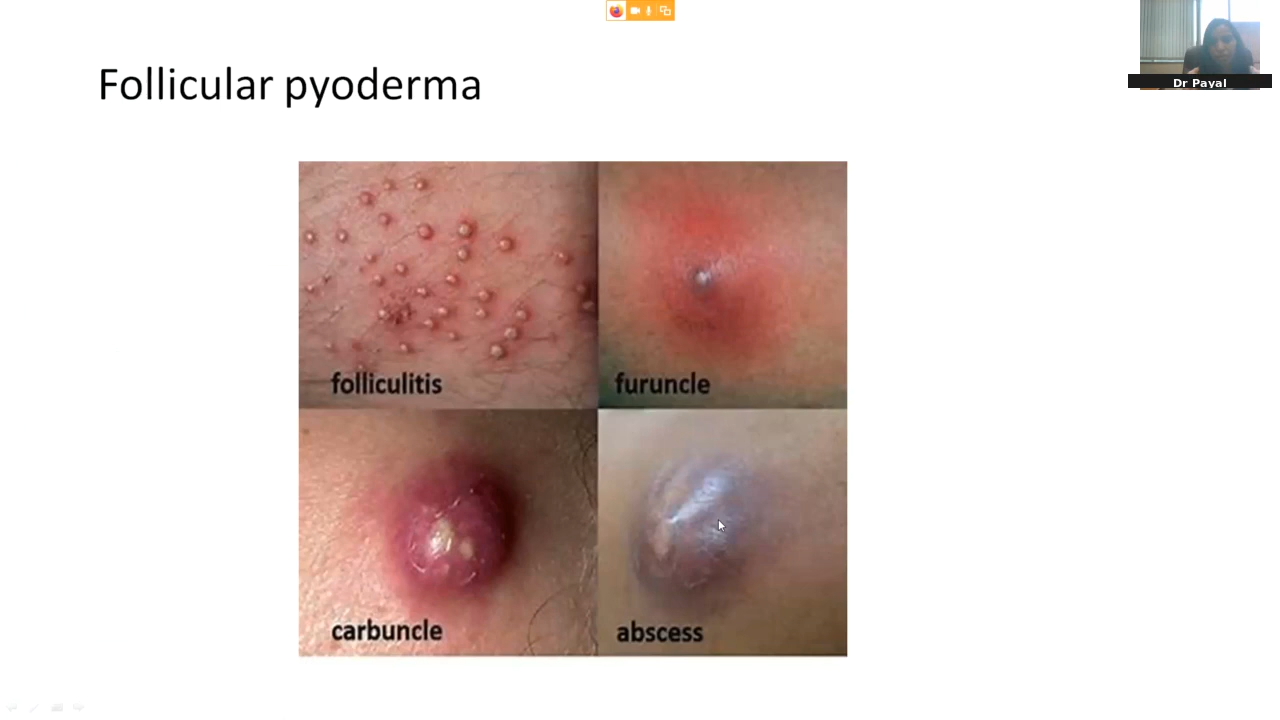 Dr Payal
Follicular pyoderma
folliculitis
furuncle
carbuncle
abscess